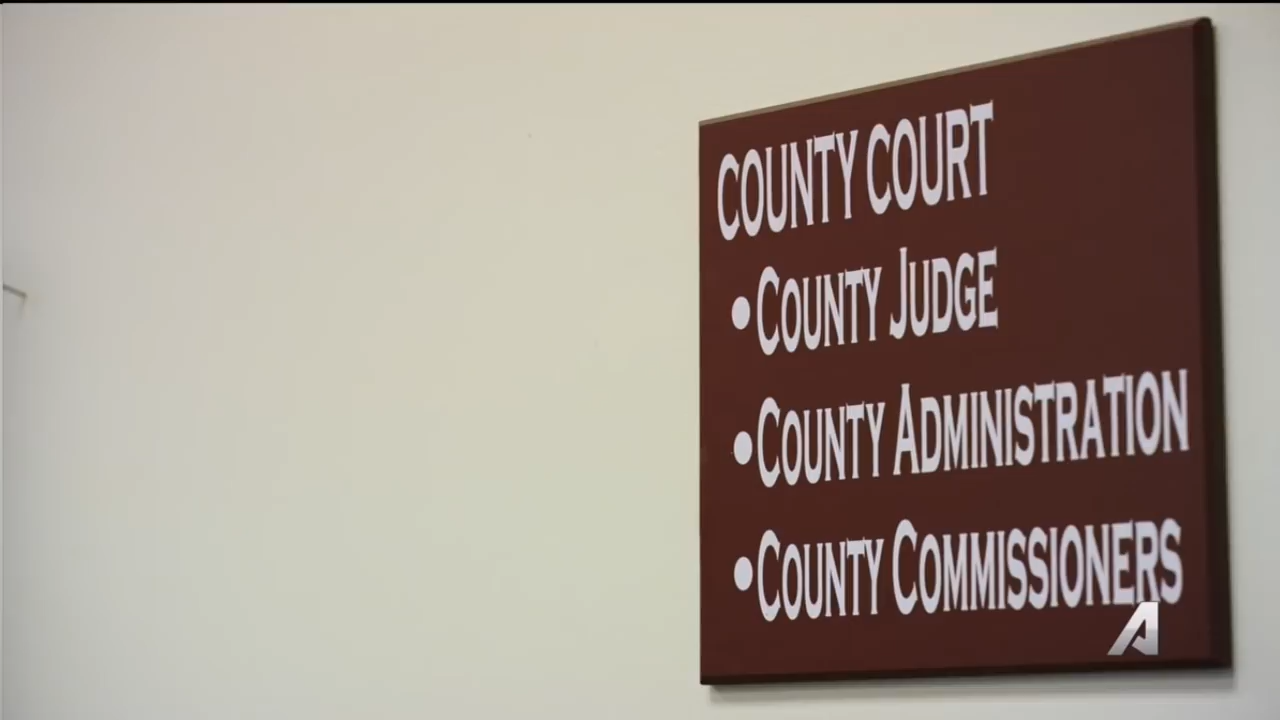 COUNTY COURT
• COUNTY JUDGE
• COUNTY ADMINISTRATION
• COUNTY COMMISSIONERS
A